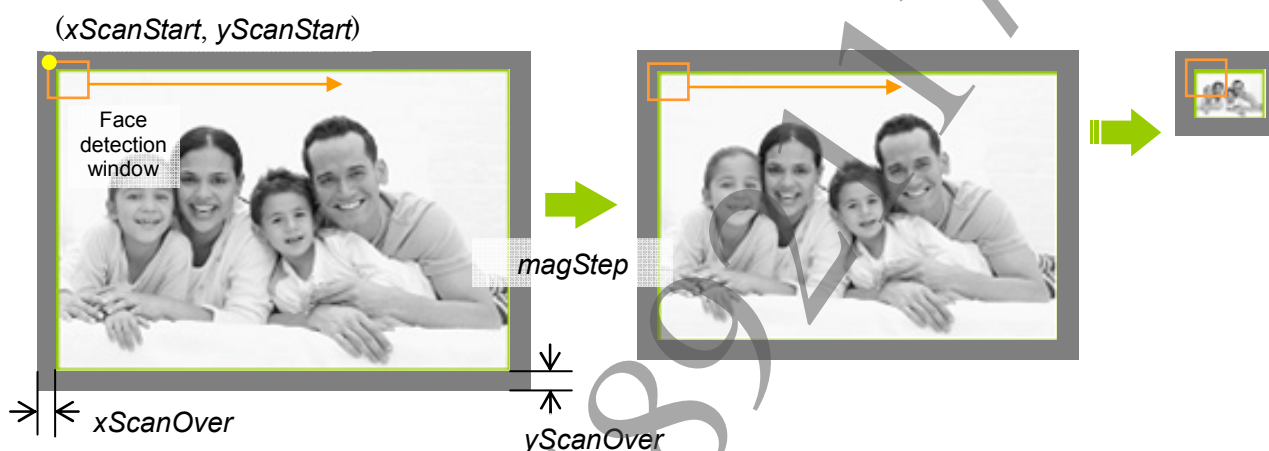 (xScanStart, yScanStart)
Face
detection
window
magStep
xScanOver
yScanOver